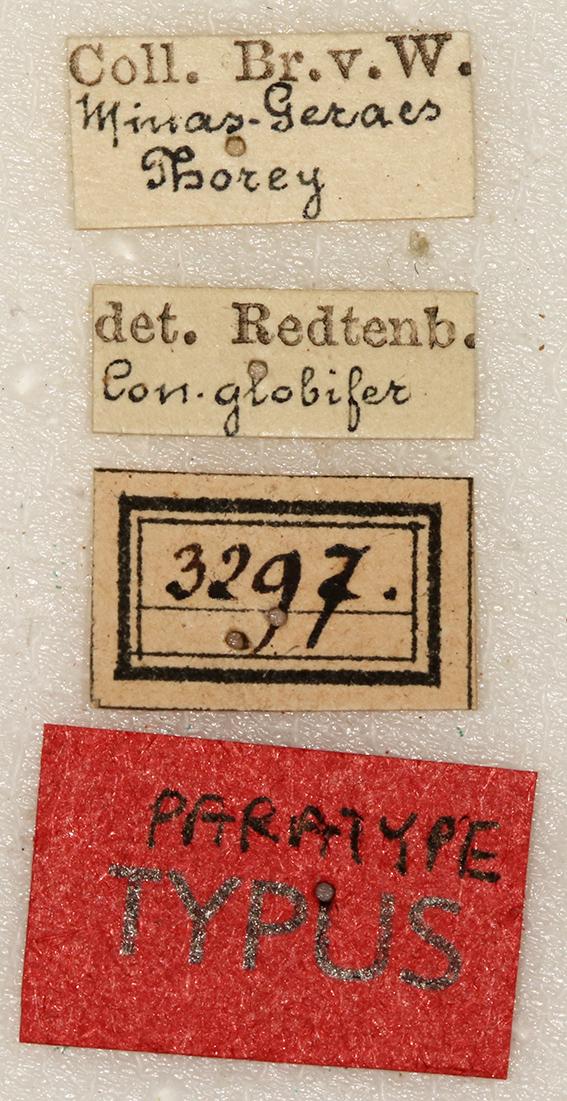 Coll. Br.v.W.
Minas-Geraes
Thorey
det. Redtenb.
Con. globifer
3297.
PARATYPE
TYPUS